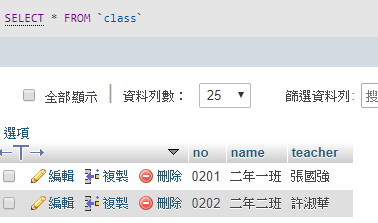 SELECT * FROM `class`
全部顯示 | 資料列數： 25 篩選資料列: 搜
選項
no name teacher
編輯 複製 刪除 0201 二年一班 張國強
編輯 複製 刪除 0202 二年二班 許淑華